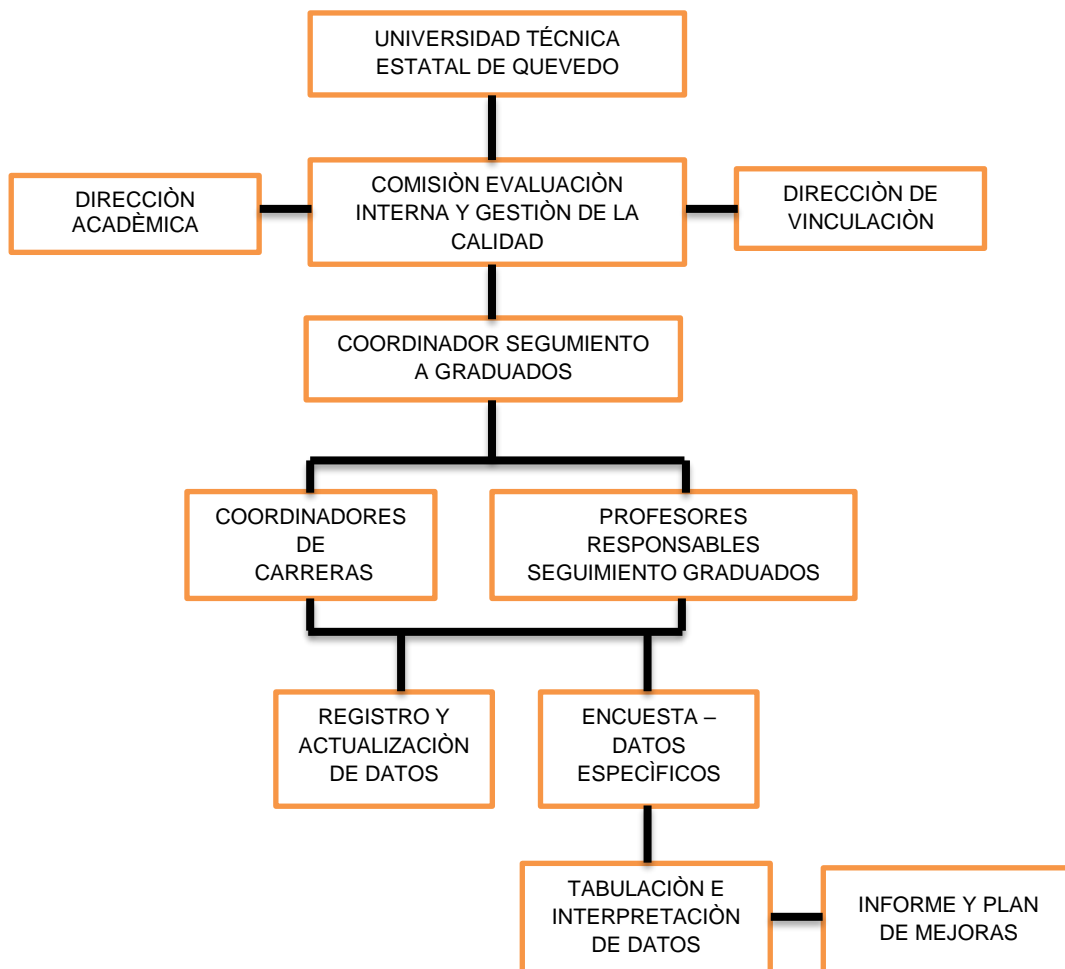 UNIVERSIDAD TÉCNICA
ESTATAL DE QUEVEDO
DIRECCIÒN
ACADÈMICA
COMISIÒN EVALUACIÒN
INTERNA Y GESTIÒN DE LA
CALIDAD
DIRECCIÒN DE
VINCULACIÒN
COORDINADOR SEGUMIENTO
A GRADUADOS
COORDINADORES
DE
CARRERAS
PROFESORES
RESPONSABLES
SEGUIMIENTO GRADUADOS
REGISTRO Y
ACTUALIZACIÒN
DE DATOS
ENCUESTA –
DATOS
ESPECÌFICOS
TABULACIÒN E
INTERPRETACIÒN
DE DATOS
INFORME Y PLAN
DE MEJORAS